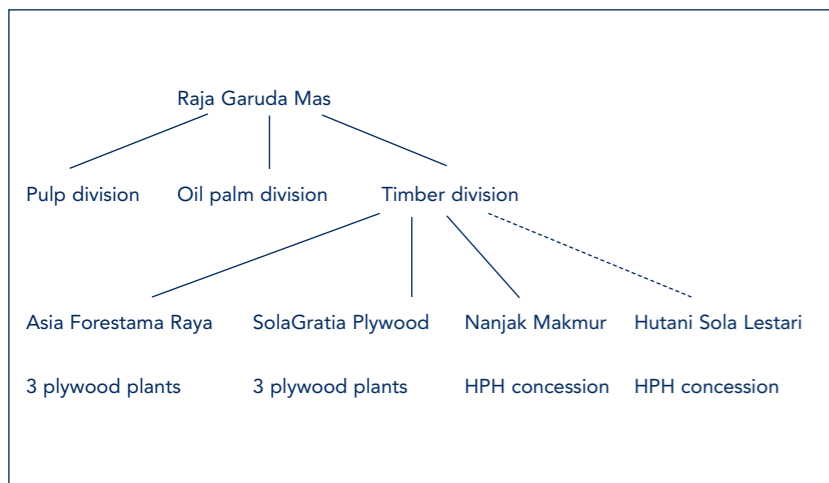 Raja Garuda Mas
Pulp division Oil palm division Timber division
Asia Forestama Raya SolaGratia Plywood Nanjak Makmur Hutani Sola Lestari
3 plywood plants 3 plywood plants HPH concession HPH concession